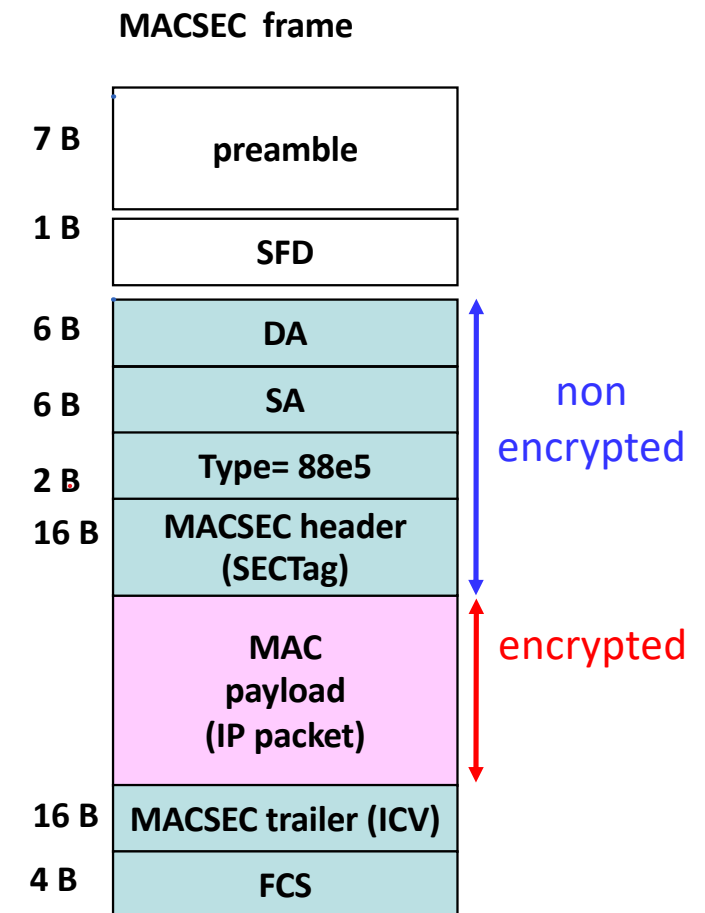 MACSEC frame
7 B
preamble
1 B
SFD
6 B
DA
6 B
SA
2 B
Type= 88e5
16 B
MACSEC header
(SECTag)
non
encrypted
MAC
payload
(IP packet)
encrypted
16 B
MACSEC trailer (ICV)
4 B
FCS